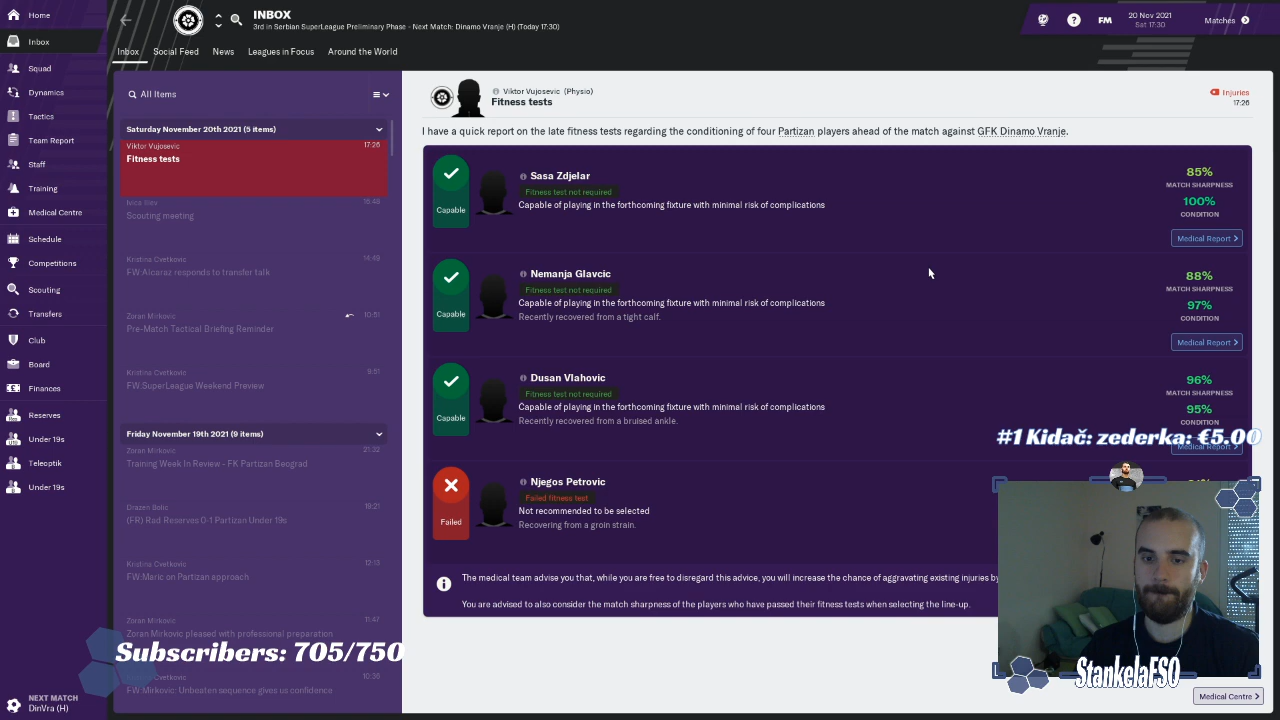 Home
Inbox
Squad
Dynamics
Tactics
Team Report
Staff
Training
Medical Centre
Schedule
Competitions
Scouting
Transfers
Club
Board
Finances
Reserves
Under 19s
Teleoptik
Under 19s
NEXT MATCH
DinVra (H)
INBOX
3rd in Serbian SuperLeague Preliminary Phase - Next Match: Dinamo Vranje (H) (Today 17:30)
FM
20 Nov 2021
Sat 17:30
Matches
Inbox Social Feed News Leagues in Focus Around the World
All Items
Saturday November 20th 2021 (5 items)
Viktor Vujosevic 17:26
Fitness tests
Ivica Iliev 16:48
Scouting meeting
Kristina Cvetkovic 14:49
FW:Alcaraz responds to transfer talk
Zoran Mirkovic 10:51
Pre-Match Tactical Briefing Reminder
Kristina Cvetkovic 9:51
FW:SuperLeague Weekend Preview
Friday November 19th 2021 (9 items)
Zoran Mirkovic 21:32
Training Week In Review - FK Partizan Beograd
Drazen Bolic 19:21
(FR) Rad Reserves 0-1 Partizan Under 19s
Kristina Cvetkovic 12:13
FW:Maric on Partizan approach
Zoran Mirkovic 11:47
Zoran Mirkovic pleased with professional preparation
Cvetkovic 10:30
FW:Mirkovic: Unbeaten sequence gives us confidence
Subscribers: 705/750
Viktor Vujosevic (Physio)
Fitness tests
Injuries
17:26
I have a quick report on the late fitness tests regarding the conditioning of four Partizan players ahead of the match against GFK Dinamo Vranje.
Capable
Sasa Zdjelar
Fitness test not required
Capable of playing in the forthcoming fixture with minimal risk of complications
85%
MATCH SHARPNESS
100%
CONDITION
Medical Report
Capable
Nemanja Glavcic
Fitness test not required
Capable of playing in the forthcoming fixture with minimal risk of complications
Recently recovered from a tight calf.
88%
MATCH SHARPNESS
97%
CONDITION
Medical Report
Capable
Dusan Vlahovic
Fitness test not required
Capable of playing in the forthcoming fixture with minimal risk of complications
Recently recovered from a bruised ankle.
96%
MATCH SHARPNESS
95%
CONDITION
Medical Report
#1 Kidać: zederka: €5.00
Failed
Njegos Petrovic
Failed fitness test
Not recommended to be selected
Recovering from a groin strain.
The medical team advise you that, while you are free to disregard this advice, you will increase the chance of aggravating existing injuries by
You are advised to also consider the match sharpness of the players who have passed their fitness tests when selecting the line-up.
StankelaFSO
Medical Centre